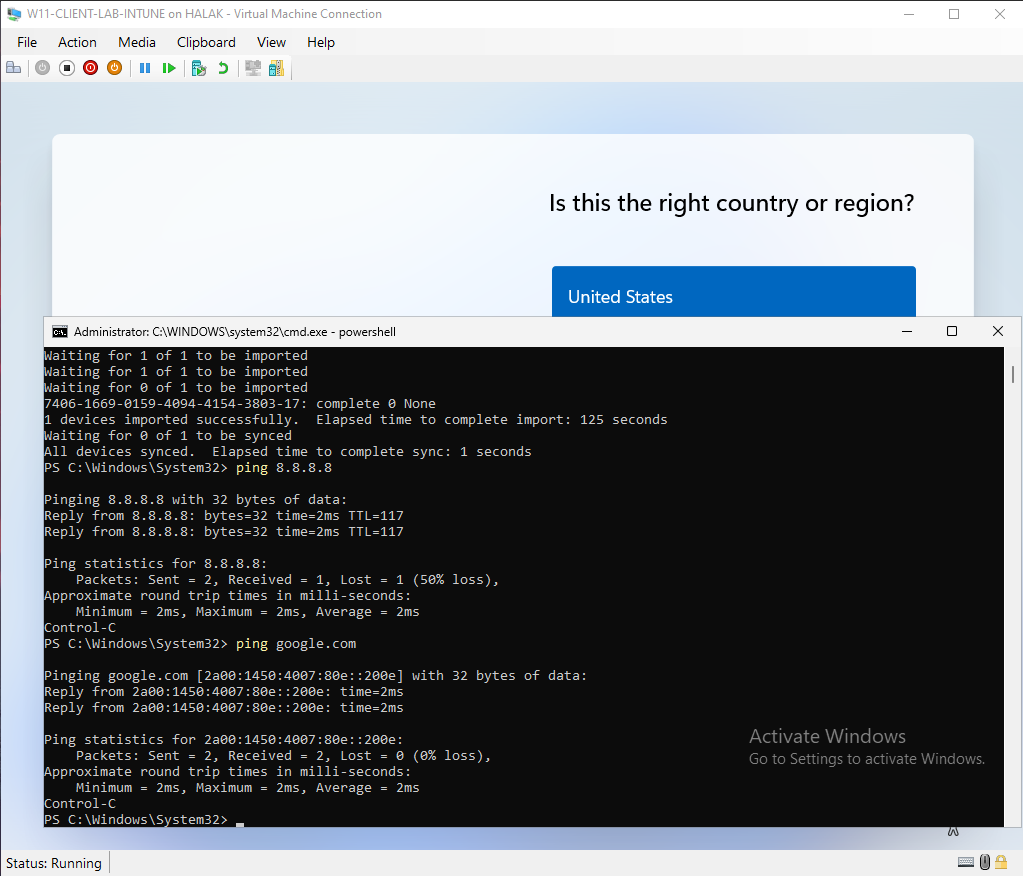 W11-CLIENT-LAB-INTUNE on HALAK - Virtual Machine Connection
File Action Media Clipboard View Help
Is this the right country or region?
United States
Administrator: C:\WINDOWS\system32\cmd.exe - powershell
Waiting for 1 of 1 to be imported
Waiting for 1 of 1 to be imported
Waiting for 0 of 1 to be imported
7406-1669-0159-4094-4154-3803-17: complete 0 None
1 devices imported successfully.  Elapsed time to complete import: 125 seconds
Waiting for 0 of 1 to be synced
All devices synced.  Elapsed time to complete sync: 1 seconds
PS C:\Windows\System32> ping 8.8.8.8
Pinging 8.8.8.8 with 32 bytes of data:
Reply from 8.8.8.8: bytes=32 time=2ms TTL=117
Reply from 8.8.8.8: bytes=32 time=2ms TTL=117
Ping statistics for 8.8.8.8:
    Packets: Sent = 2, Received = 1, Lost = 1 (50% loss),
Approximate round trip times in milli-seconds:
    Minimum = 2ms, Maximum = 2ms, Average = 2ms
Control-C
PS C:\Windows\System32> ping google.com
Pinging google.com [2a00:1450:4007:80e::200e] with 32 bytes of data:
Reply from 2a00:1450:4007:80e::200e: time=2ms
Reply from 2a00:1450:4007:80e::200e: time=2ms
Ping statistics for 2a00:1450:4007:80e::200e:
    Packets: Sent = 2, Received = 2, Lost = 0 (0% loss),
Approximate round trip times in milli-seconds:
    Minimum = 2ms, Maximum = 2ms, Average = 2ms
Control-C
PS C:\Windows\System32>
Activate Windows
Go to Settings to activate Windows.
Status: Running